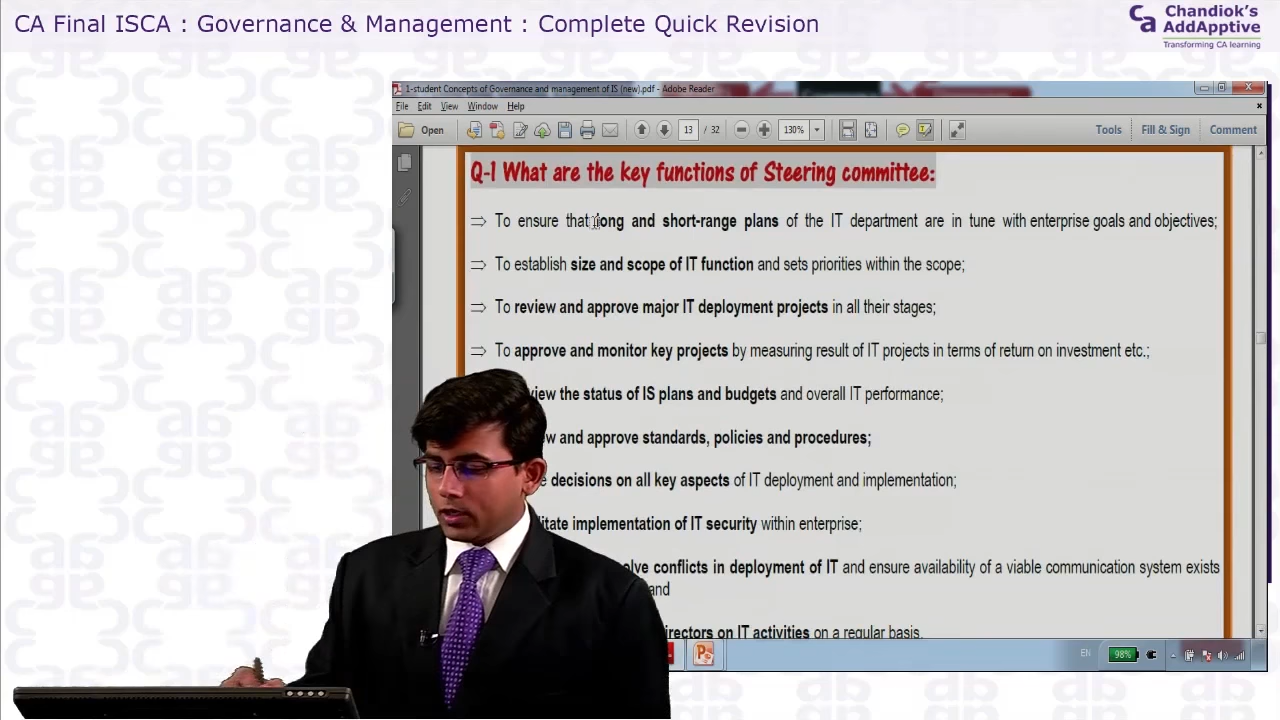 CA Final ISCA : Governance & Management : Complete Quick Revision
Chandiok's
AddApptive
Transforming CA learning
1-student Concepts of Governance and management of IS (new).pdf - Adobe Reader
File Edit View Window Help
Open 13 / 32 130% Tools Fill & Sign Comment
Q-1 What are the key functions of Steering committee:
⇒ To ensure that long and short-range plans of the IT department are in tune with enterprise goals and objectives;
⇒ To establish size and scope of IT function and sets priorities within the scope;
⇒ To review and approve major IT deployment projects in all their stages;
⇒ To approve and monitor key projects by measuring result of IT projects in terms of return on investment etc.;
the status of IS plans and budgets and overall IT performance;
and approve standards, policies and procedures;
decisions on all key aspects of IT deployment and implementation;
implementation of IT security within enterprise;
conflicts in deployment of IT and ensure availability of a viable communication system exists
and
on IT activities on a regular basis.
EN 98%